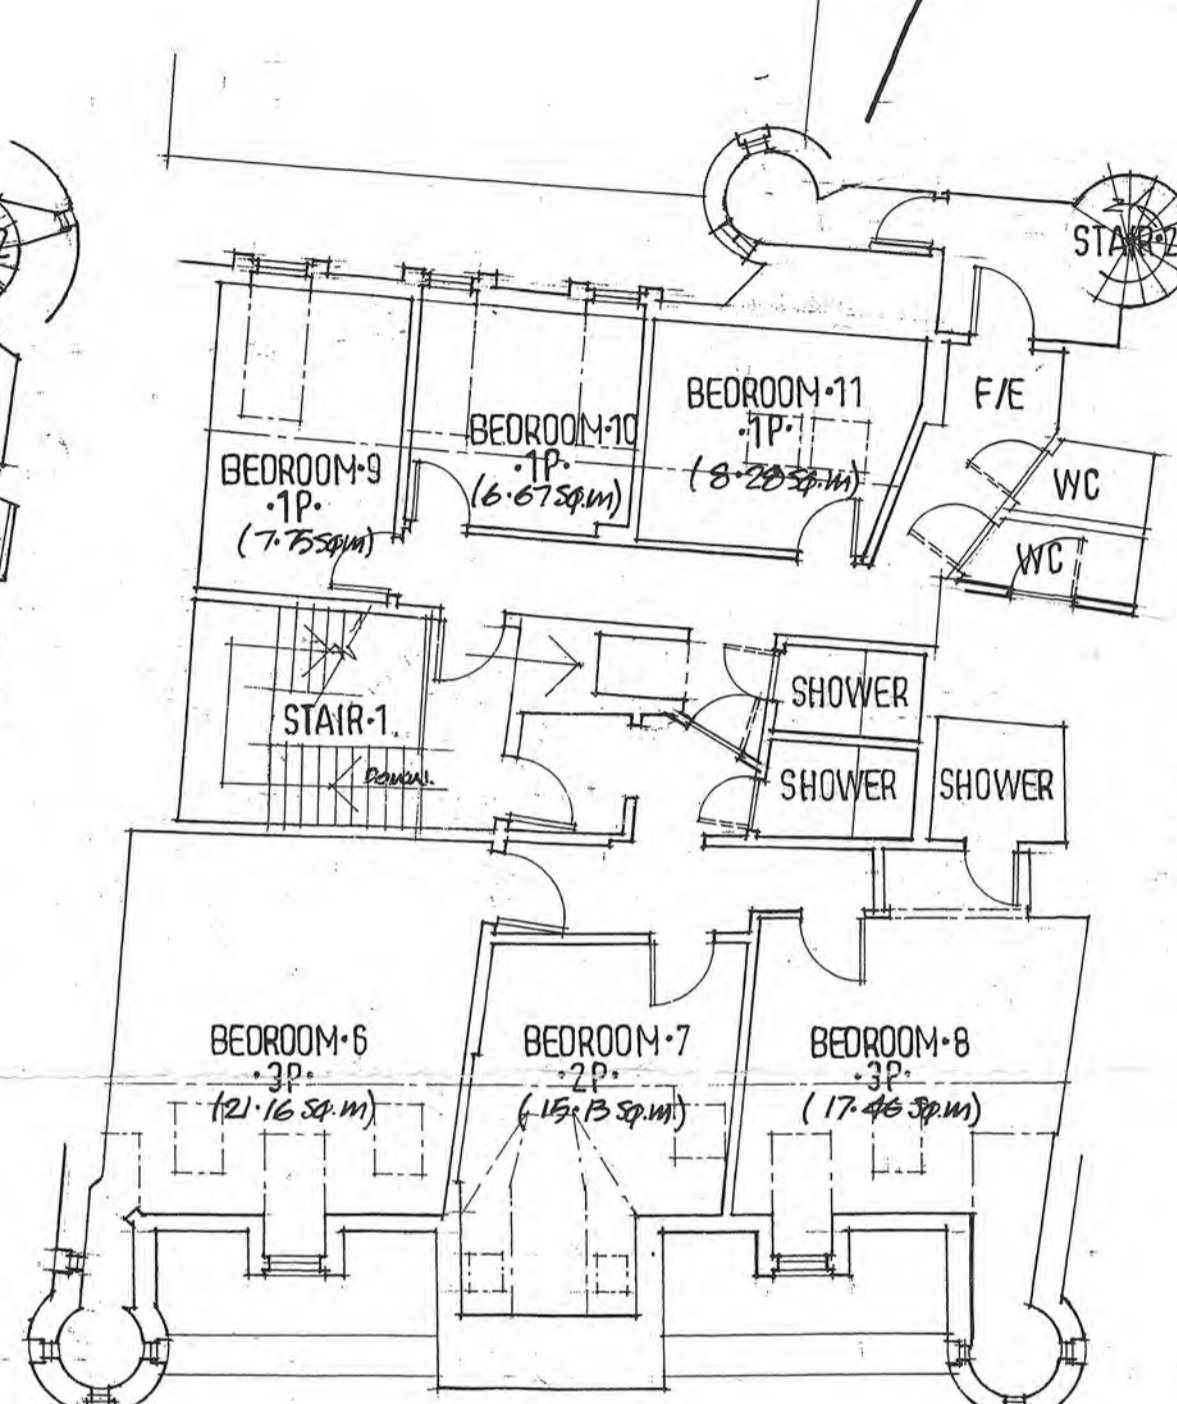 STAIR·2
F/E
BEDROOM·11
·1P·
(8·28 Sq.m)
BEDROOM·10
·1P·
(6·67 Sq.m)
BEDROOM·9
·1P·
(7·75 Sq.m)
WC
WC
SHOWER
STAIR·1
DOWN.
SHOWER
SHOWER
BEDROOM·6
·3P·
(21·16 Sq.m)
BEDROOM·7
·2P·
(15·13 Sq.m)
BEDROOM·8
·3P·
(17·46 Sq.m)